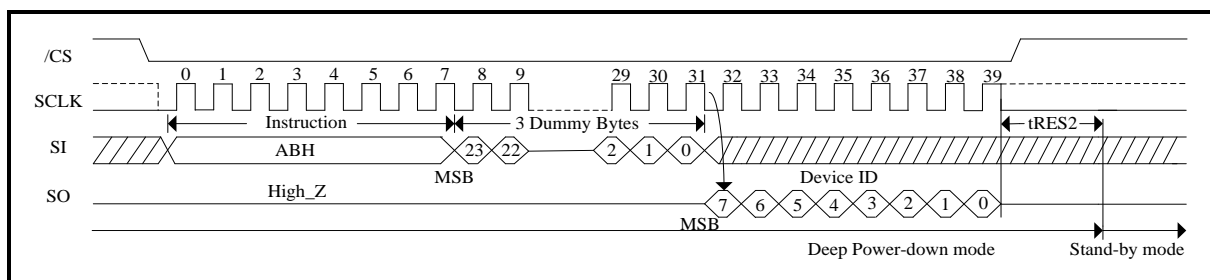 /CS
0 1 2 3 4 5 6 7 8 9 29 30 31 32 33 34 35 36 37 38 39
SCLK
Instruction 3 Dummy Bytes tRES2
SI ABH 23 22 2 1 0
MSB Device ID
SO High_Z 7 6 5 4 3 2 1 0
MSB
Deep Power-down mode Stand-by mode